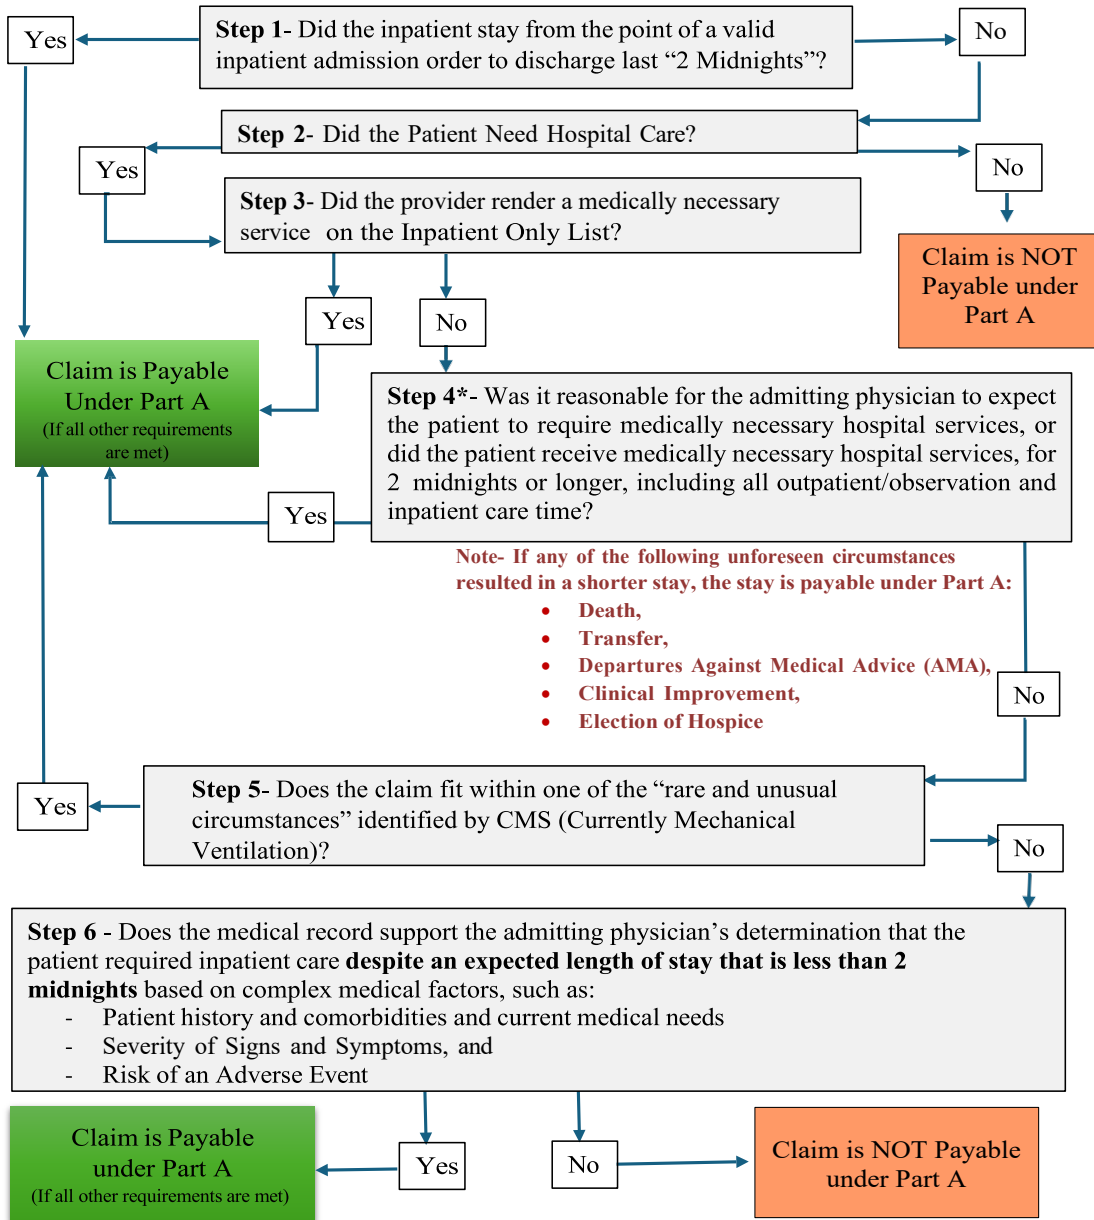 Yes
Step 1- Did the inpatient stay from the point of a valid
inpatient admission order to discharge last “2 Midnights”?
No
Step 2- Did the Patient Need Hospital Care?
Yes
No
Step 3- Did the provider render a medically necessary
service on the Inpatient Only List?
Claim is NOT
Payable under
Part A
Yes
No
Claim is Payable
Under Part A
(If all other requirements
are met)
Step 4*- Was it reasonable for the admitting physician to expect
the patient to require medically necessary hospital services, or
did the patient receive medically necessary hospital services, for
2 midnights or longer, including all outpatient/observation and
inpatient care time?
Yes
Note- If any of the following unforeseen circumstances
resulted in a shorter stay, the stay is payable under Part A:
• Death,
• Transfer,
• Departures Against Medical Advice (AMA),
• Clinical Improvement,
• Election of Hospice
No
Step 5- Does the claim fit within one of the “rare and unusual
circumstances” identified by CMS (Currently Mechanical
Ventilation)?
Yes
No
Step 6 - Does the medical record support the admitting physician’s determination that the
patient required inpatient care despite an expected length of stay that is less than 2
midnights based on complex medical factors, such as:
- Patient history and comorbidities and current medical needs
- Severity of Signs and Symptoms, and
- Risk of an Adverse Event
Claim is Payable
under Part A
(If all other requirements are met)
Yes
No
Claim is NOT Payable
under Part A